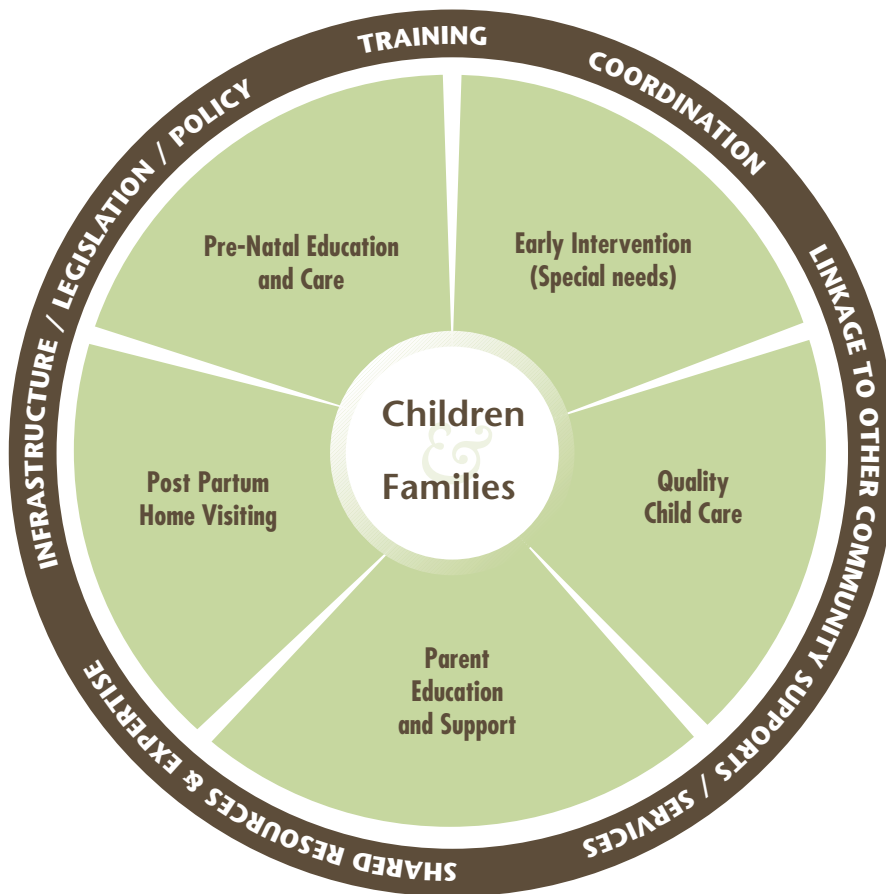 TRAINING
COORDINATION
LINKAGE TO OTHER COMMUNITY SUPPORTS / SERVICES
SHARED RESOURCES & EXPERTISE
INFRASTRUCTURE / LEGISLATION / POLICY
Pre-Natal Education
and Care
Early Intervention
(Special needs)
Quality
Child Care
Parent
Education
and Support
Post Partum
Home Visiting
Children
&
Families